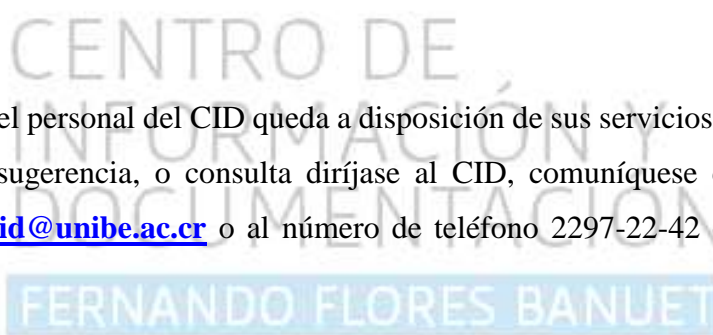 CENTRO DE
el personal del CID queda a disposición de sus servicios
INFORMACIÓN Y
sugerencia, o consulta diríjase al CID, comuníquese
DOCUMENTACIÓN
id@unibe.ac.cr o al número de teléfono 2297-22-42
FERNANDO FLORES BANUET